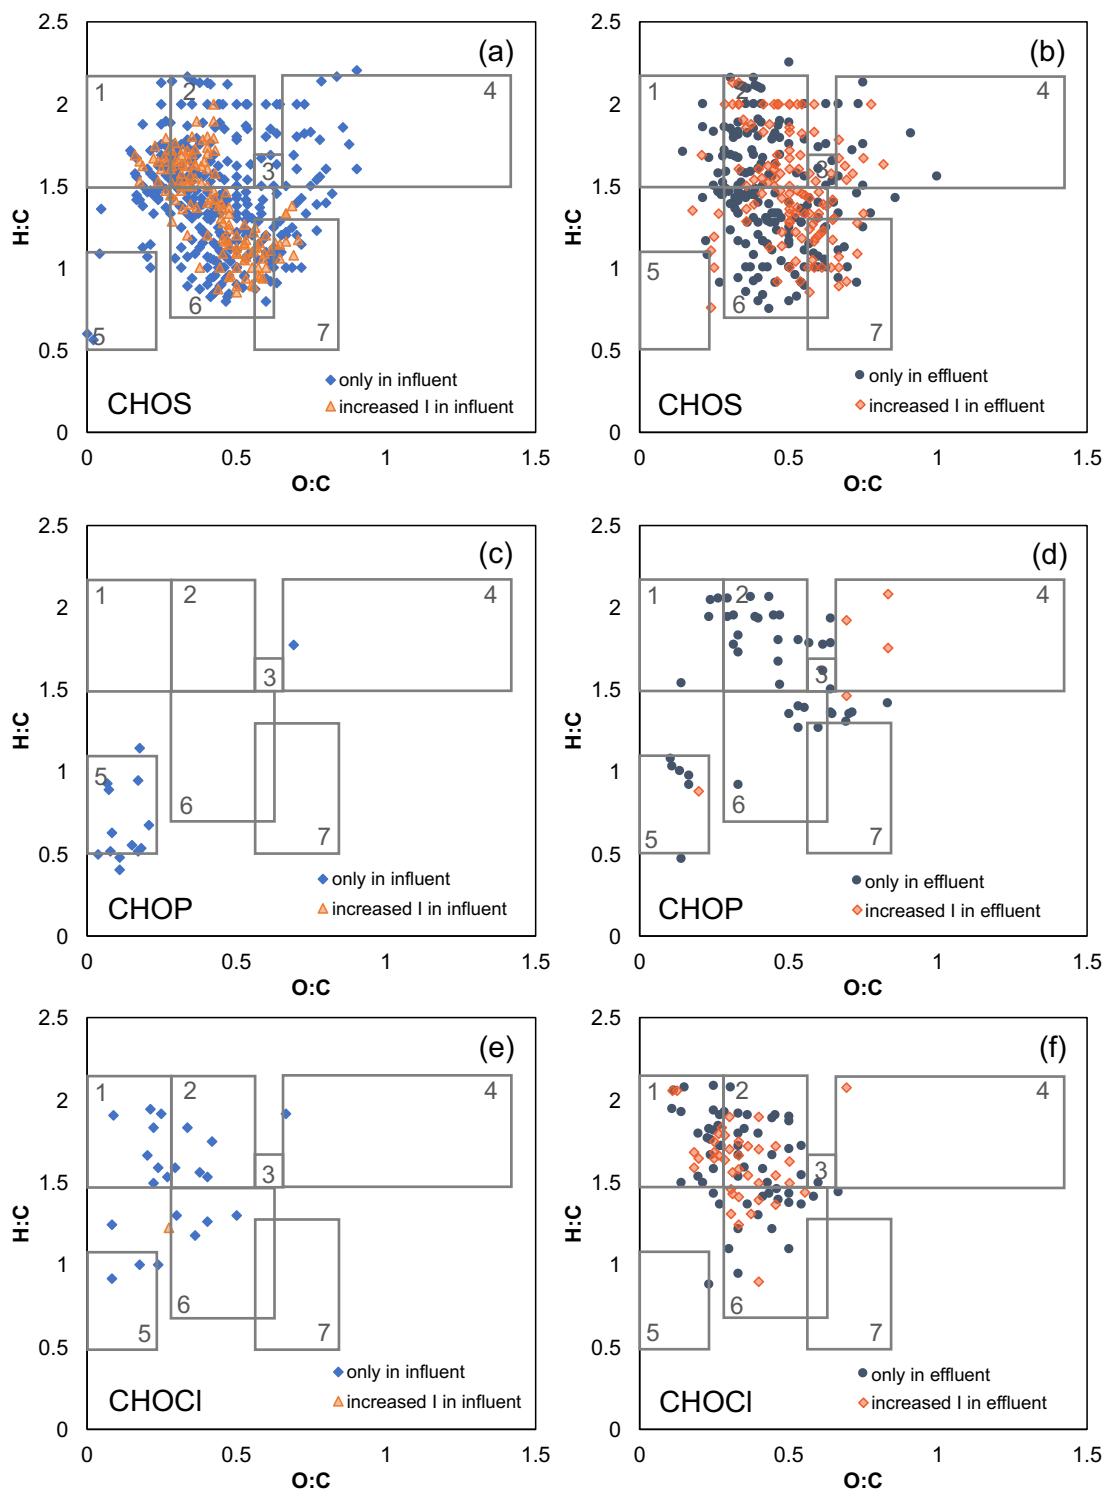 2.5
(a)
1
2
4
2
H:C
3
1.5
1
5
6
7
0.5
only in influent
increased I in influent
CHOS
0
0
0.5
1
1.5
O:C
2.5
(b)
1
2
4
2
H:C
3
1.5
1
5
6
7
0.5
only in effluent
increased I in effluent
CHOS
0
0
0.5
1
1.5
O:C
2.5
(c)
1
2
4
2
H:C
3
1.5
1
5
6
7
0.5
only in influent
increased I in influent
CHOP
0
0
0.5
1
1.5
O:C
2.5
(d)
1
2
4
2
H:C
3
1.5
1
5
6
7
0.5
only in effluent
increased I in effluent
CHOP
0
0
0.5
1
1.5
O:C
2.5
(e)
1
2
4
2
H:C
3
1.5
1
5
6
7
0.5
only in influent
increased I in influent
CHOCl
0
0
0.5
1
1.5
O:C
2.5
(f)
1
2
4
2
H:C
3
1.5
1
5
6
7
0.5
only in effluent
increased I in effluent
CHOCl
0
0
0.5
1
1.5
O:C